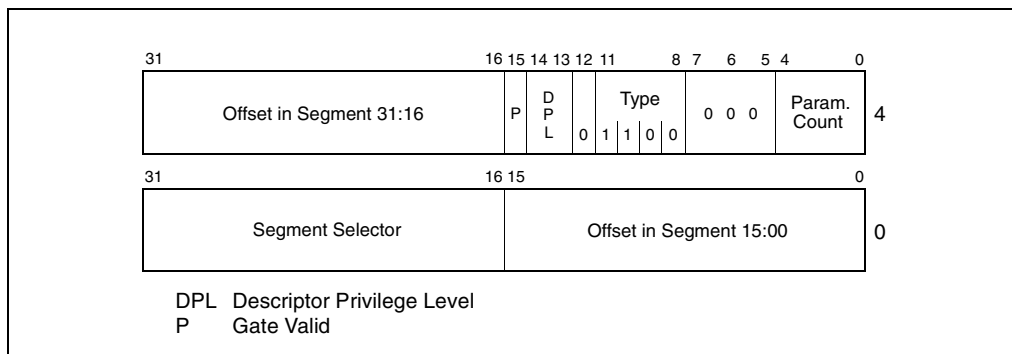 31 16 15 14 13 12 11 8 7 6 5 4 0
Offset in Segment 31:16 P D P L 0 Type 1 1 0 0 0 0 0 Param. Count 4
31 16 15 0
Segment Selector Offset in Segment 15:00 0
DPL Descriptor Privilege Level
P Gate Valid